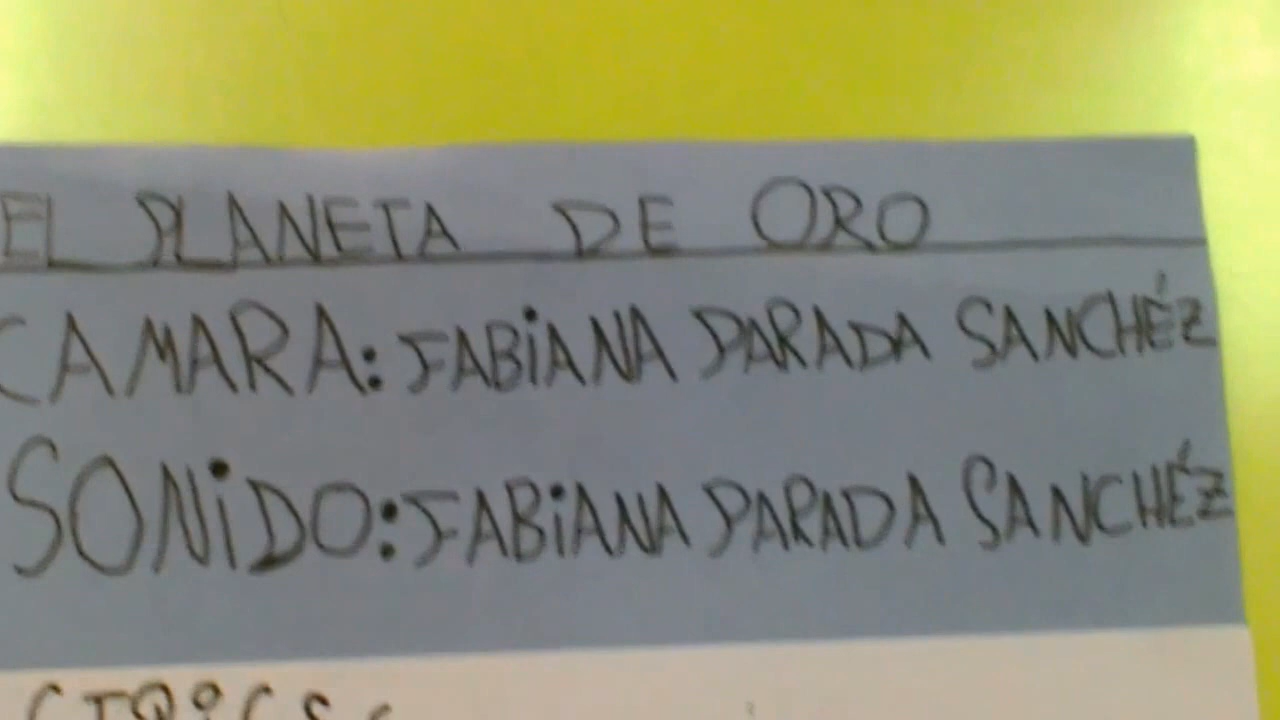 EL PLANETA DE ORO
CAMARA: FABiANA PARADA SANCHÉZ
SONiDO: FABiANA PARADA SANCHÉZ